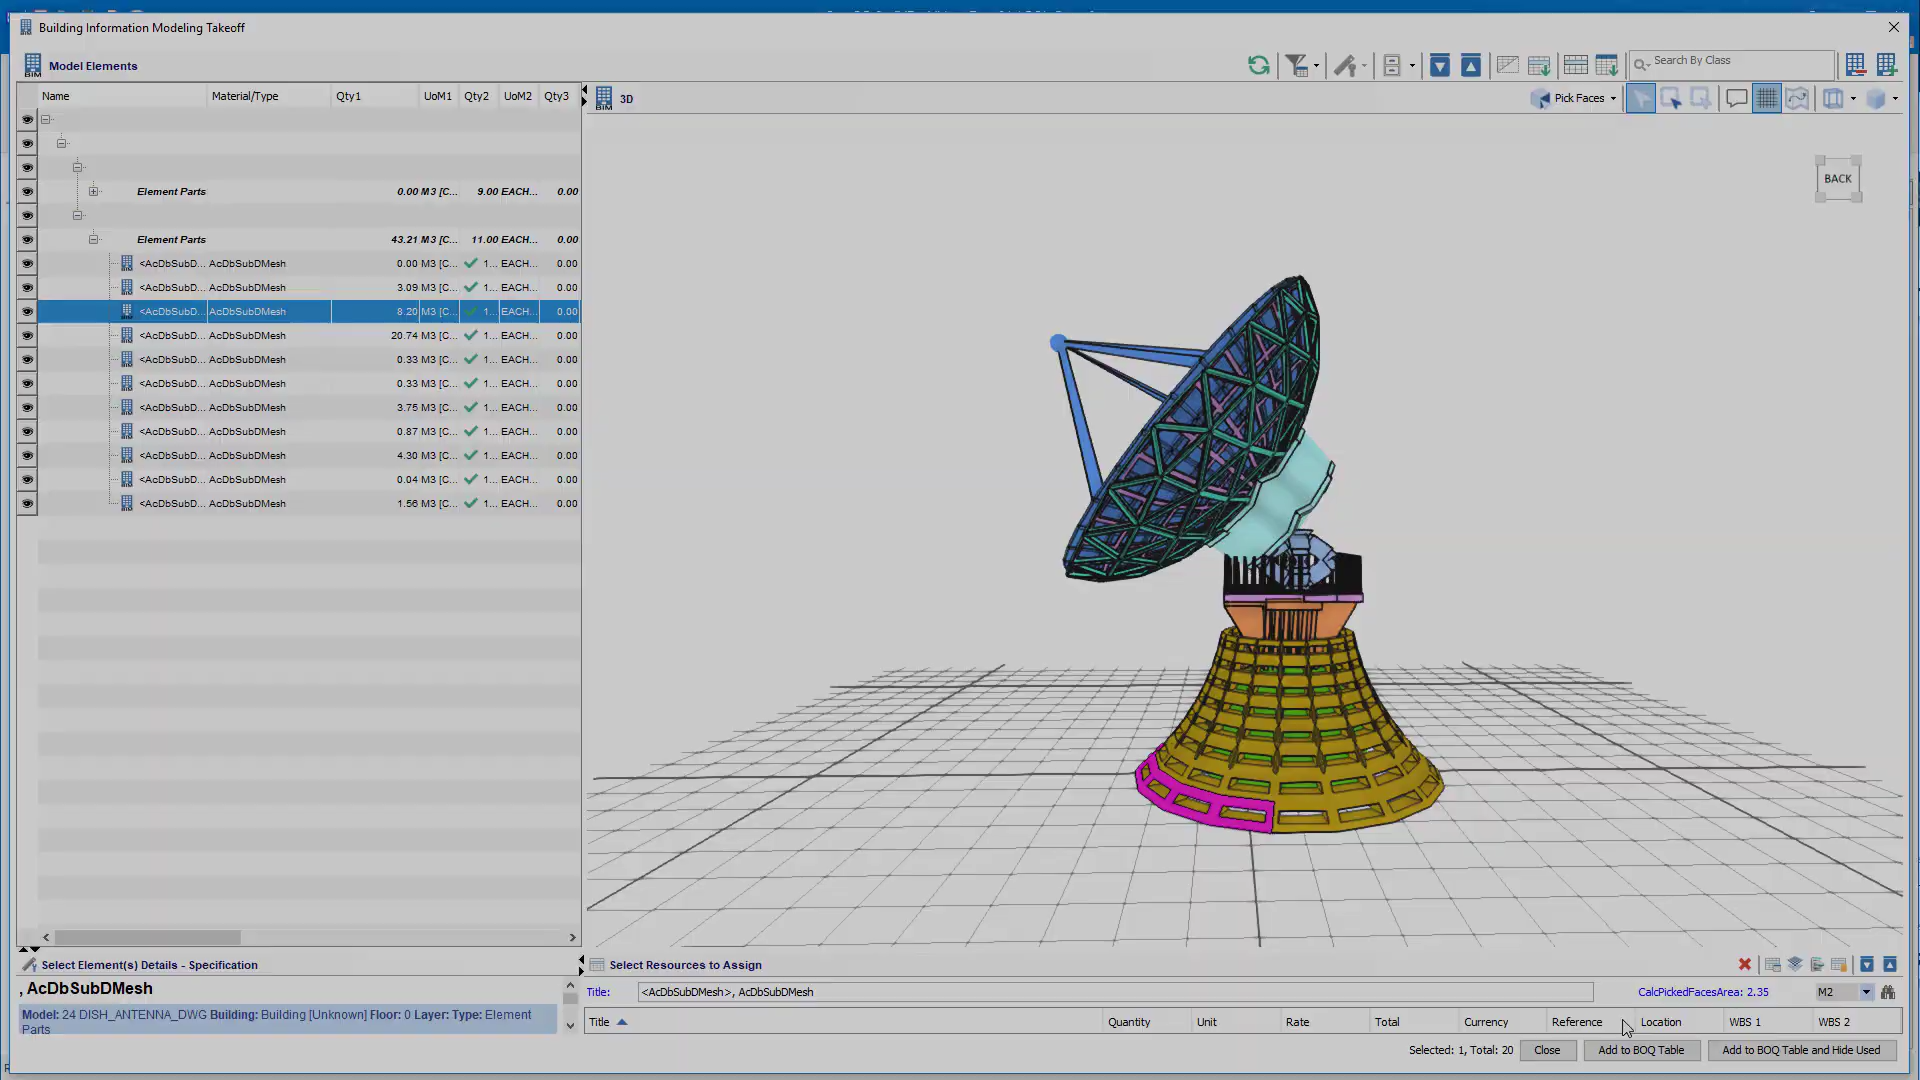 Building Information Modeling Takeoff
BIM Model Elements
Search By Class
Name Material/Type Qty1 UoM1 Qty2 UoM2 Qty3
BIM 3D
Pick Faces
Element Parts 0.00 M3 [C... 9.00 EACH... 0.00
Element Parts 43.21 M3 [C... 11.00 EACH... 0.00
<AcDbSubD... AcDbSubDMesh 0.00 M3 [C... 1... EACH... 0.00
<AcDbSubD... AcDbSubDMesh 3.09 M3 [C... 1... EACH... 0.00
<AcDbSubD... AcDbSubDMesh 8.20 M3 [C... 1... EACH... 0.00
<AcDbSubD... AcDbSubDMesh 20.74 M3 [C... 1... EACH... 0.00
<AcDbSubD... AcDbSubDMesh 0.33 M3 [C... 1... EACH... 0.00
<AcDbSubD... AcDbSubDMesh 0.33 M3 [C... 1... EACH... 0.00
<AcDbSubD... AcDbSubDMesh 3.75 M3 [C... 1... EACH... 0.00
<AcDbSubD... AcDbSubDMesh 0.87 M3 [C... 1... EACH... 0.00
<AcDbSubD... AcDbSubDMesh 4.30 M3 [C... 1... EACH... 0.00
<AcDbSubD... AcDbSubDMesh 0.04 M3 [C... 1... EACH... 0.00
<AcDbSubD... AcDbSubDMesh 1.56 M3 [C... 1... EACH... 0.00
BACK
Select Element(s) Details - Specification
, AcDbSubDMesh
Model: 24 DISH_ANTENNA_DWG Building: Building [Unknown] Floor: 0 Layer: Type: Element
Parts
Select Resources to Assign
Title: <AcDbSubDMesh>, AcDbSubDMesh CalcPickedFacesArea: 2.35 M2
Title Quantity Unit Rate Total Currency Reference Location WBS 1 WBS 2
Selected: 1, Total: 20 Close Add to BOQ Table Add to BOQ Table and Hide Used